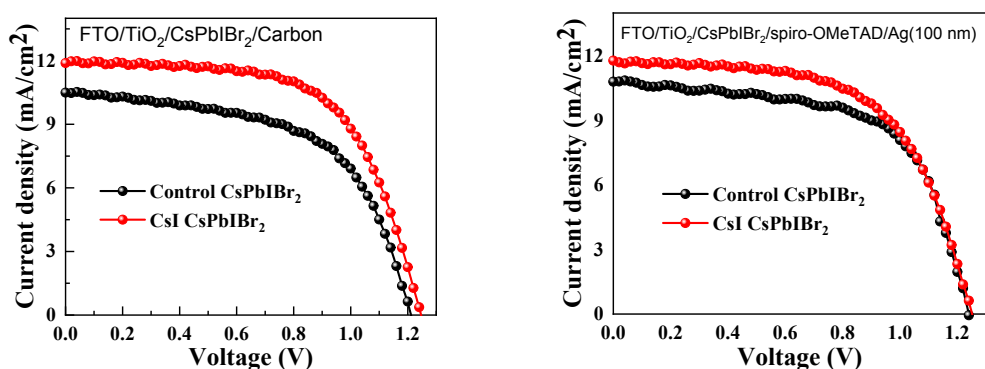 FTO/TiO₂/CsPbIBr₂/Carbon
Current density (mA/cm²)
12
9
6
3
0
Control CsPbIBr₂
CsI CsPbIBr₂
0.0 0.2 0.4 0.6 0.8 1.0 1.2
Voltage (V)
FTO/TiO₂/CsPbIBr₂/spiro-OMeTAD/Ag(100 nm)
Current density (mA/cm²)
12
9
6
3
0
Control CsPbIBr₂
CsI CsPbIBr₂
0.0 0.2 0.4 0.6 0.8 1.0 1.2
Voltage (V)